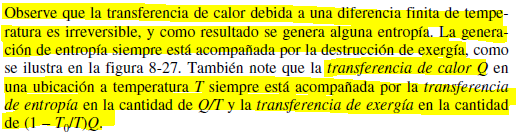 Observe que la transferencia de calor debida a una diferencia finita de tempe-
ratura es irreversible, y como resultado se genera alguna entropía. La genera-
ción de entropía siempre está acompañada por la destrucción de exergía, como
se ilustra en la figura 8-27. También note que la transferencia de calor Q en
una ubicación a temperatura T siempre está acompañada por la transferencia
de entropía en la cantidad de Q/T y la transferencia de exergía en la cantidad
de (1 – T0/T)Q.